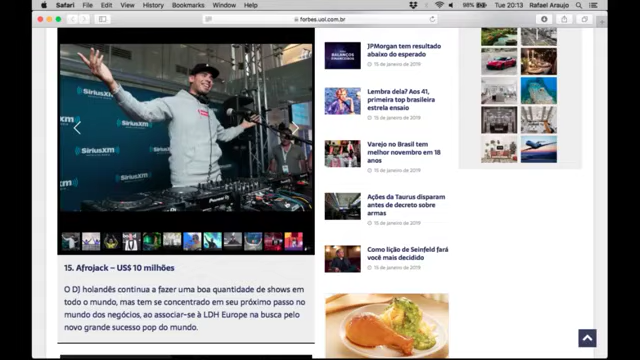 Safari File Edit View History Bookmarks Window Help
98% Tue 20:13 Rafael Araujo
forbes.uol.com.br
SiriusXM
SiriusXM
SiriusXM
15. Afrojack – US$ 10 milhões
O DJ holandês continua a fazer uma boa quantidade de shows em
todo o mundo, mas tem se concentrado em seu próximo passo no
mundo dos negócios, ao associar-se à LDH Europe na busca pelo
novo grande sucesso pop do mundo.
JPMorgan tem resultado
abaixo do esperado
15 de janeiro de 2019
Lembra dela? Aos 41,
primeira top brasileira
estrela ensaio
15 de janeiro de 2019
Varejo no Brasil tem
melhor novembro em 18
anos
15 de janeiro de 2019
Ações da Taurus disparam
antes de decreto sobre
armas
15 de janeiro de 2019
Como lição de Seinfeld fará
você mais decidido
15 de janeiro de 2019